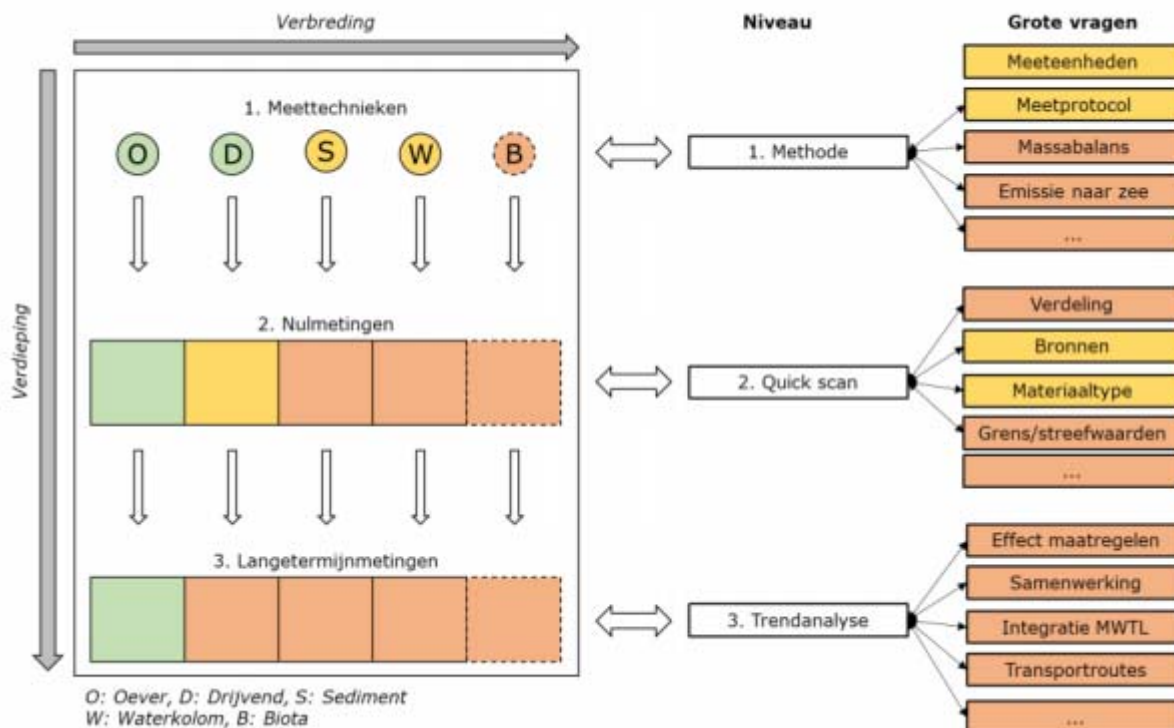 Verbreding
Niveau
Grote vragen
Verdieping
1. Meettechnieken
O D S W B
1. Methode
Meeteenheden
Meetprotocol
Massabalans
Emissie naar zee
...
2. Nulmetingen
2. Quick scan
Verdeling
Bronnen
Materiaaltype
Grens/streefwaarden
...
3. Langetermijnmetingen
3. Trendanalyse
Effect maatregelen
Samenwerking
Integratie MWTL
Transportroutes
...
O: Oever, D: Drijvend, S: Sediment
W: Waterkolom, B: Biota